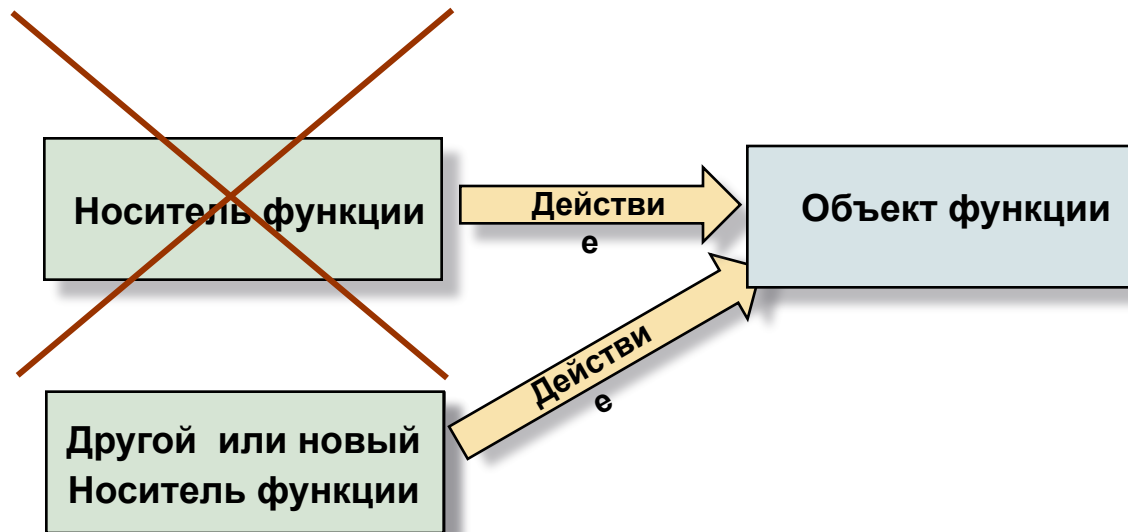 Носитель функции
Действи
е
Объект функции
Действи
е
Другой или новый
Носитель функции